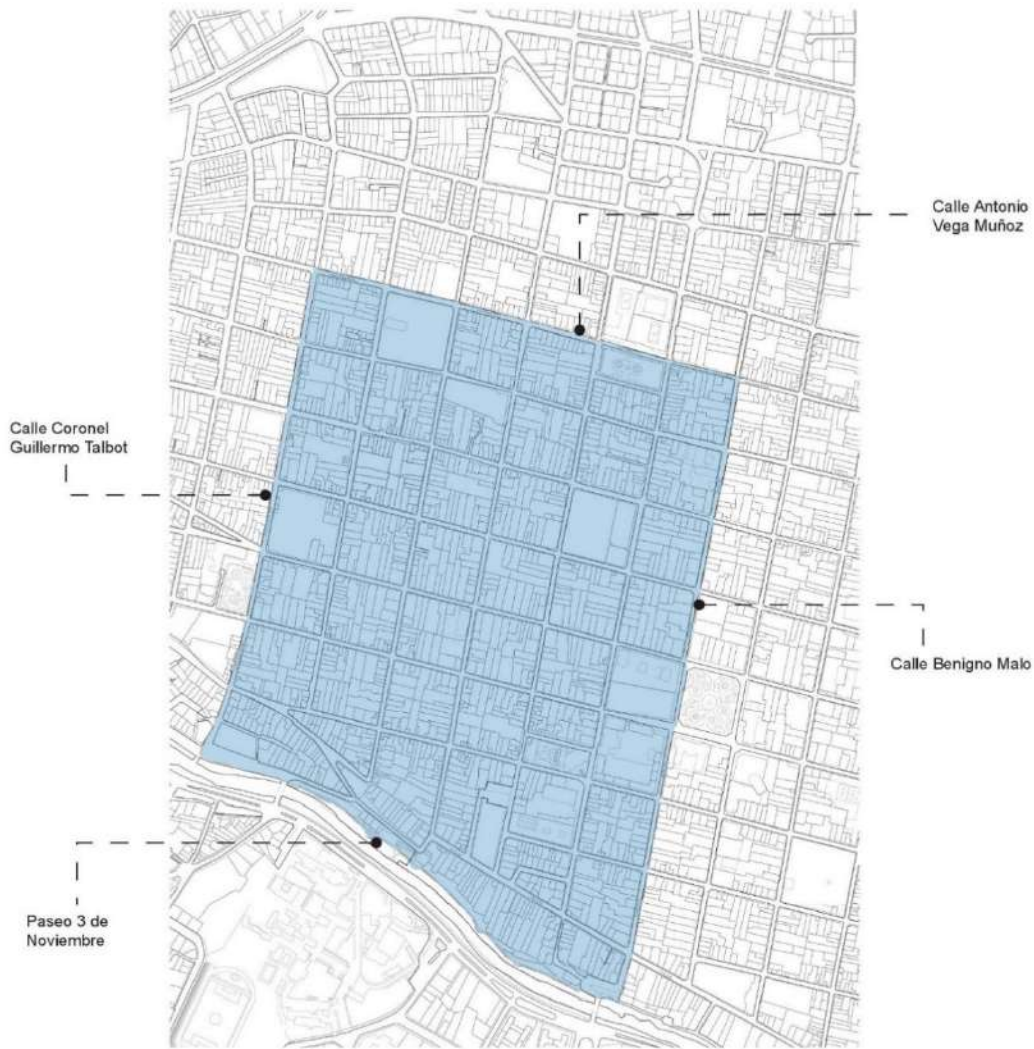 Calle Antonio
Vega Muñoz
Calle Coronel
Guillermo Talbot
Calle Benigno Malo
Paseo 3 de
Noviembre